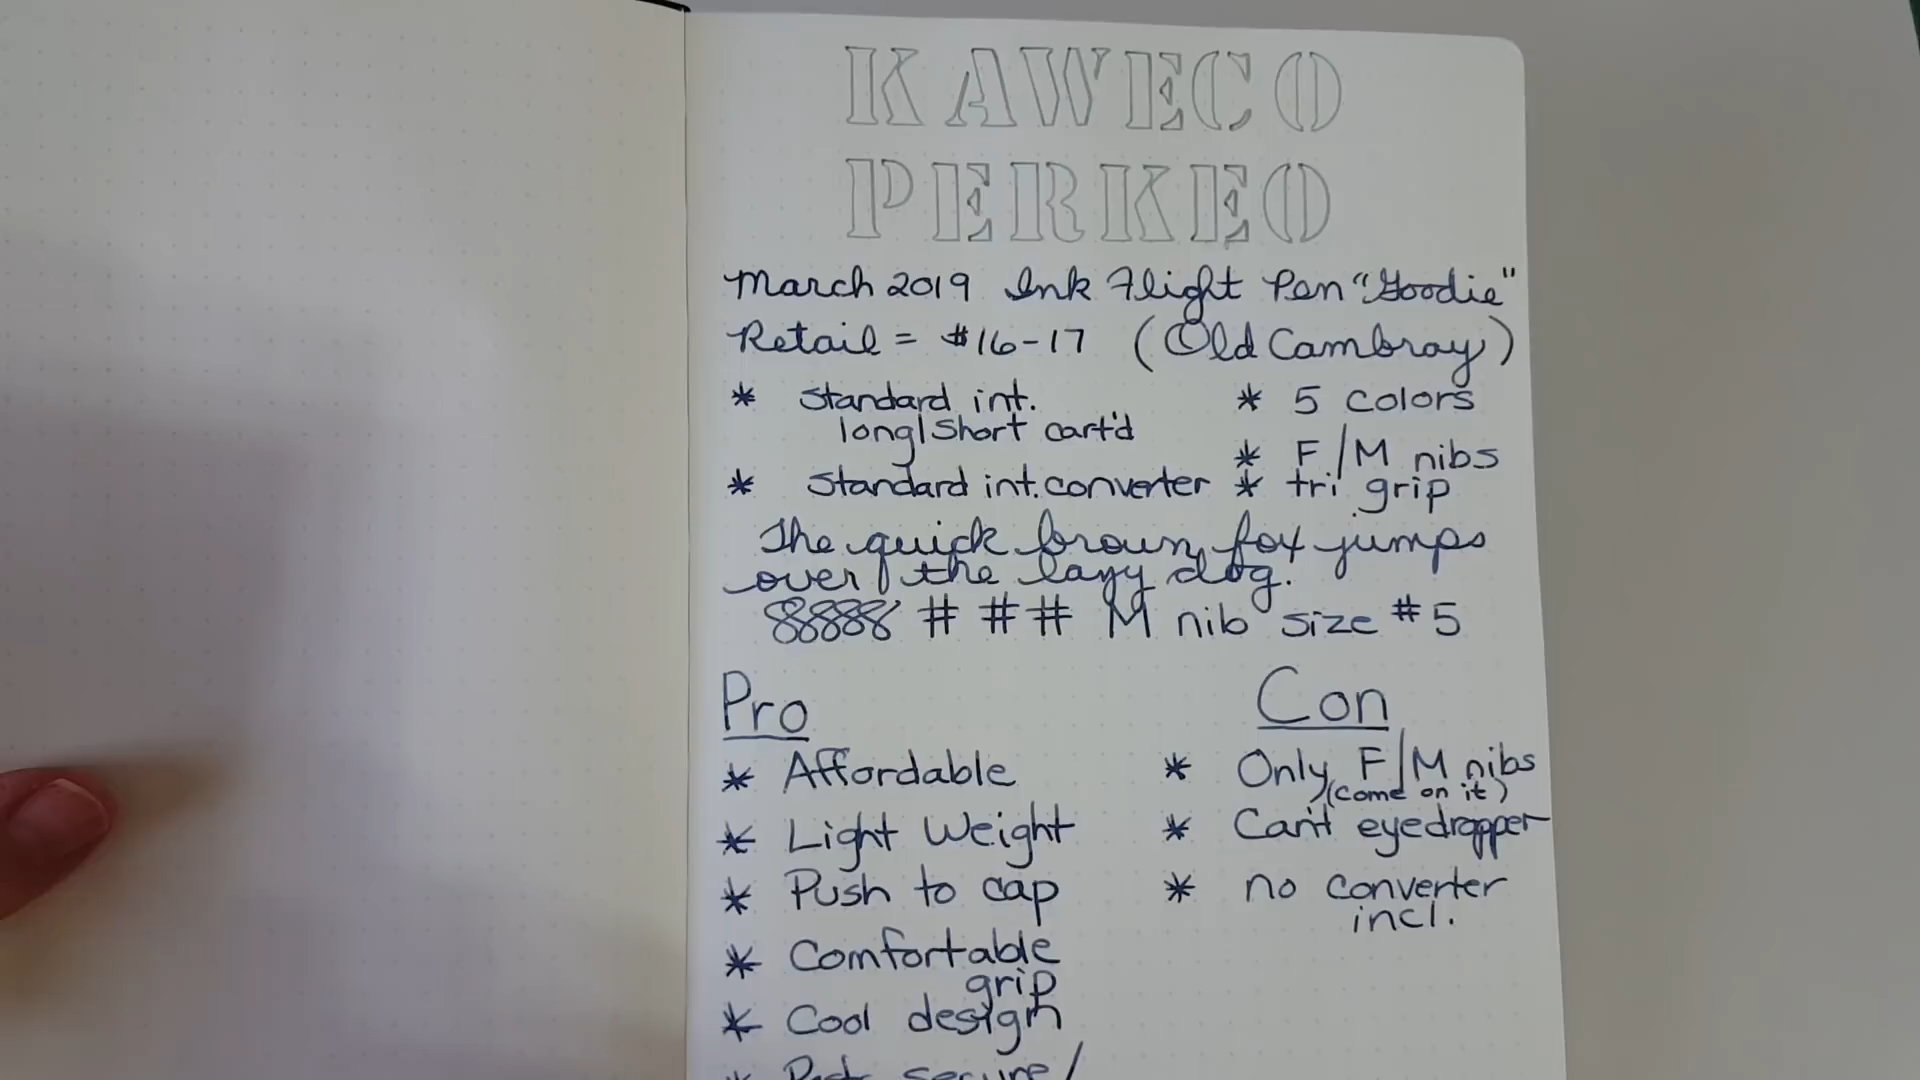 KAWECO
PERKEO
March 2019 Ink Flight Pen "Goodie"
Retail = $16-17 (Old Cambray)
* Standard int.
long/short cart'd
* Standard int. converter
* 5 colors
* F/M nibs
* tri grip
The quick brown fox jumps
over the lazy dog.
88888 # # # M nib size #5
Pro
* Affordable
* Light Weight
* Push to cap
* Comfortable
grip
* Cool design
* secure/
Con
* Only F/M nibs
(come on it)
* Can't eyedropper
* no converter
incl.